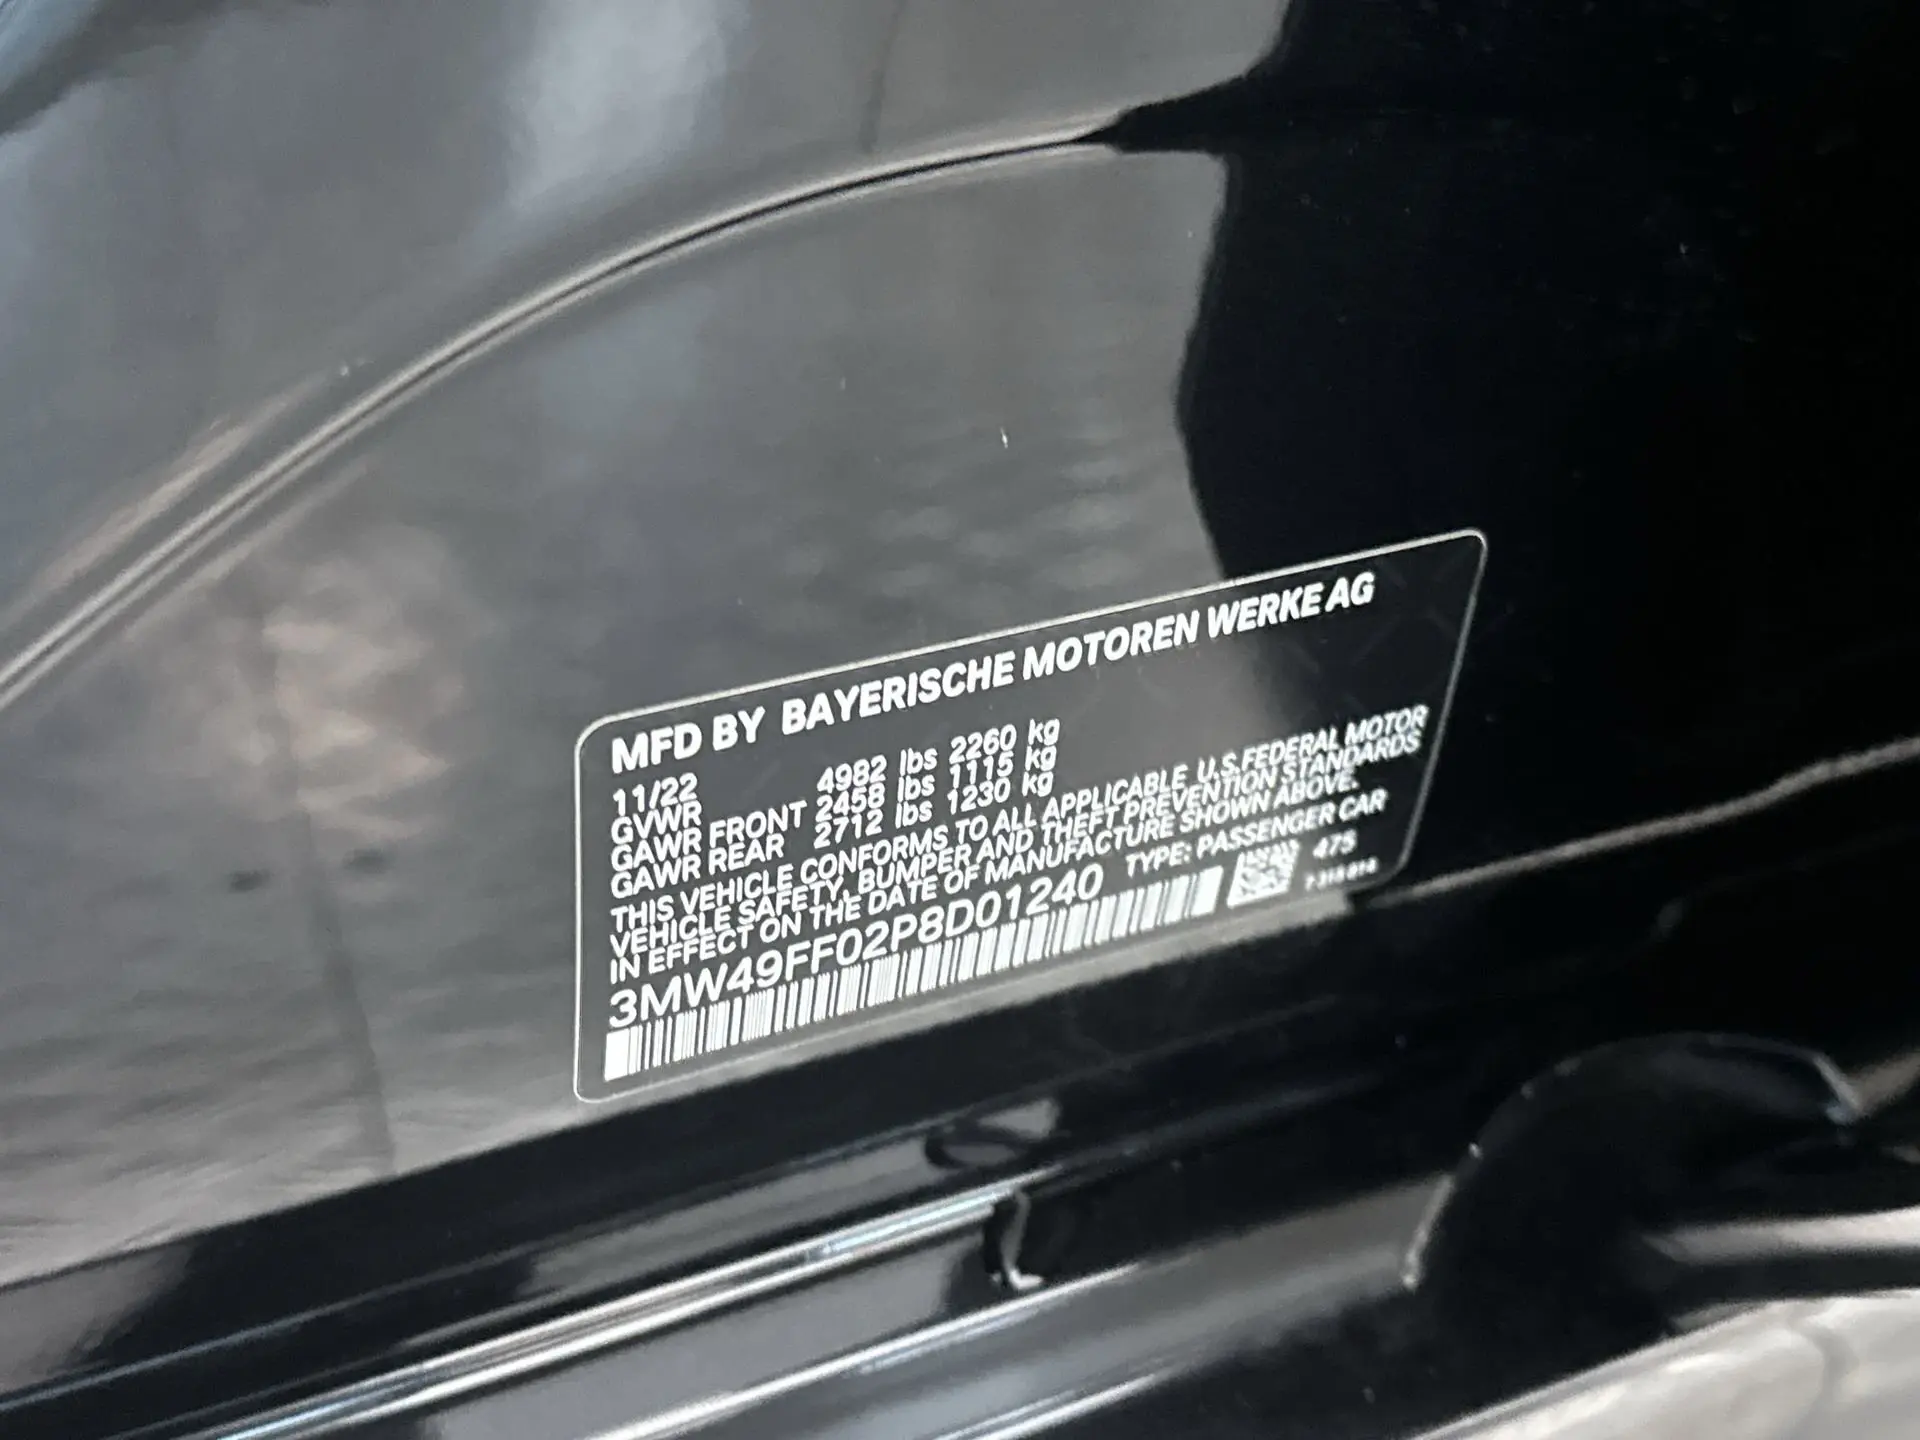 MFD BY BAYERISCHE MOTOREN WERKE AG
11/22
GVWR 4982 lbs 2260 kg
GAWR FRONT 2458 lbs 1115 kg
GAWR REAR 2712 lbs 1230 kg
THIS VEHICLE CONFORMS TO ALL APPLICABLE U.S. FEDERAL MOTOR
VEHICLE SAFETY, BUMPER AND THEFT PREVENTION STANDARDS
IN EFFECT ON THE DATE OF MANUFACTURE SHOWN ABOVE.
3MW49FF02P8D01240 TYPE: PASSENGER CAR
475